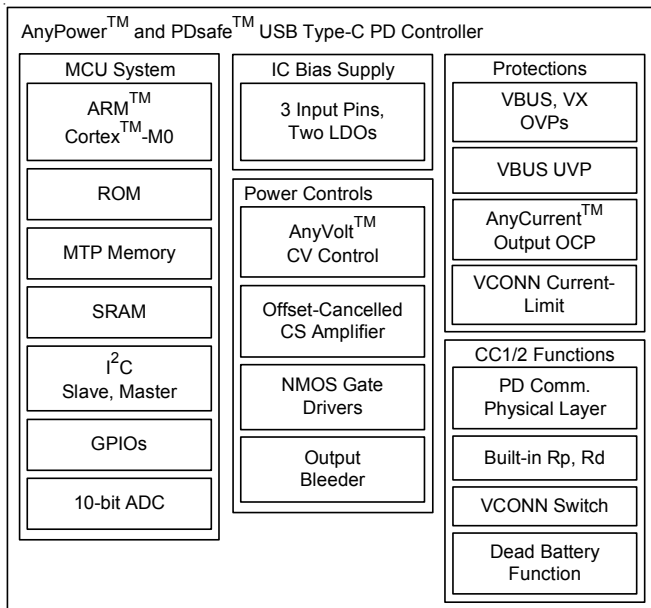 AnyPower™ and PDsafe™ USB Type-C PD Controller
MCU System
ARM™
Cortex™-M0
ROM
MTP Memory
SRAM
I²C
Slave, Master
GPIOs
10-bit ADC
IC Bias Supply
3 Input Pins,
Two LDOs
Power Controls
AnyVolt™
CV Control
Offset-Cancelled
CS Amplifier
NMOS Gate
Drivers
Output
Bleeder
Protections
VBUS, VX
OVPs
VBUS UVP
AnyCurrent™
Output OCP
VCONN Current-
Limit
CC1/2 Functions
PD Comm.
Physical Layer
Built-in Rp, Rd
VCONN Switch
Dead Battery
Function